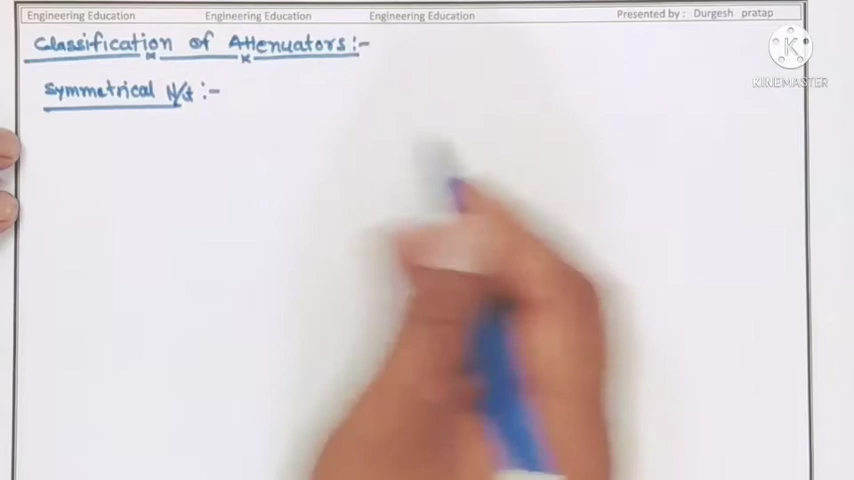 Engineering Education Engineering Education Engineering Education Presented by : Durgesh pratap
Classification of Attenuators :-
Symmetrical N/t :-
K
KINEMASTER